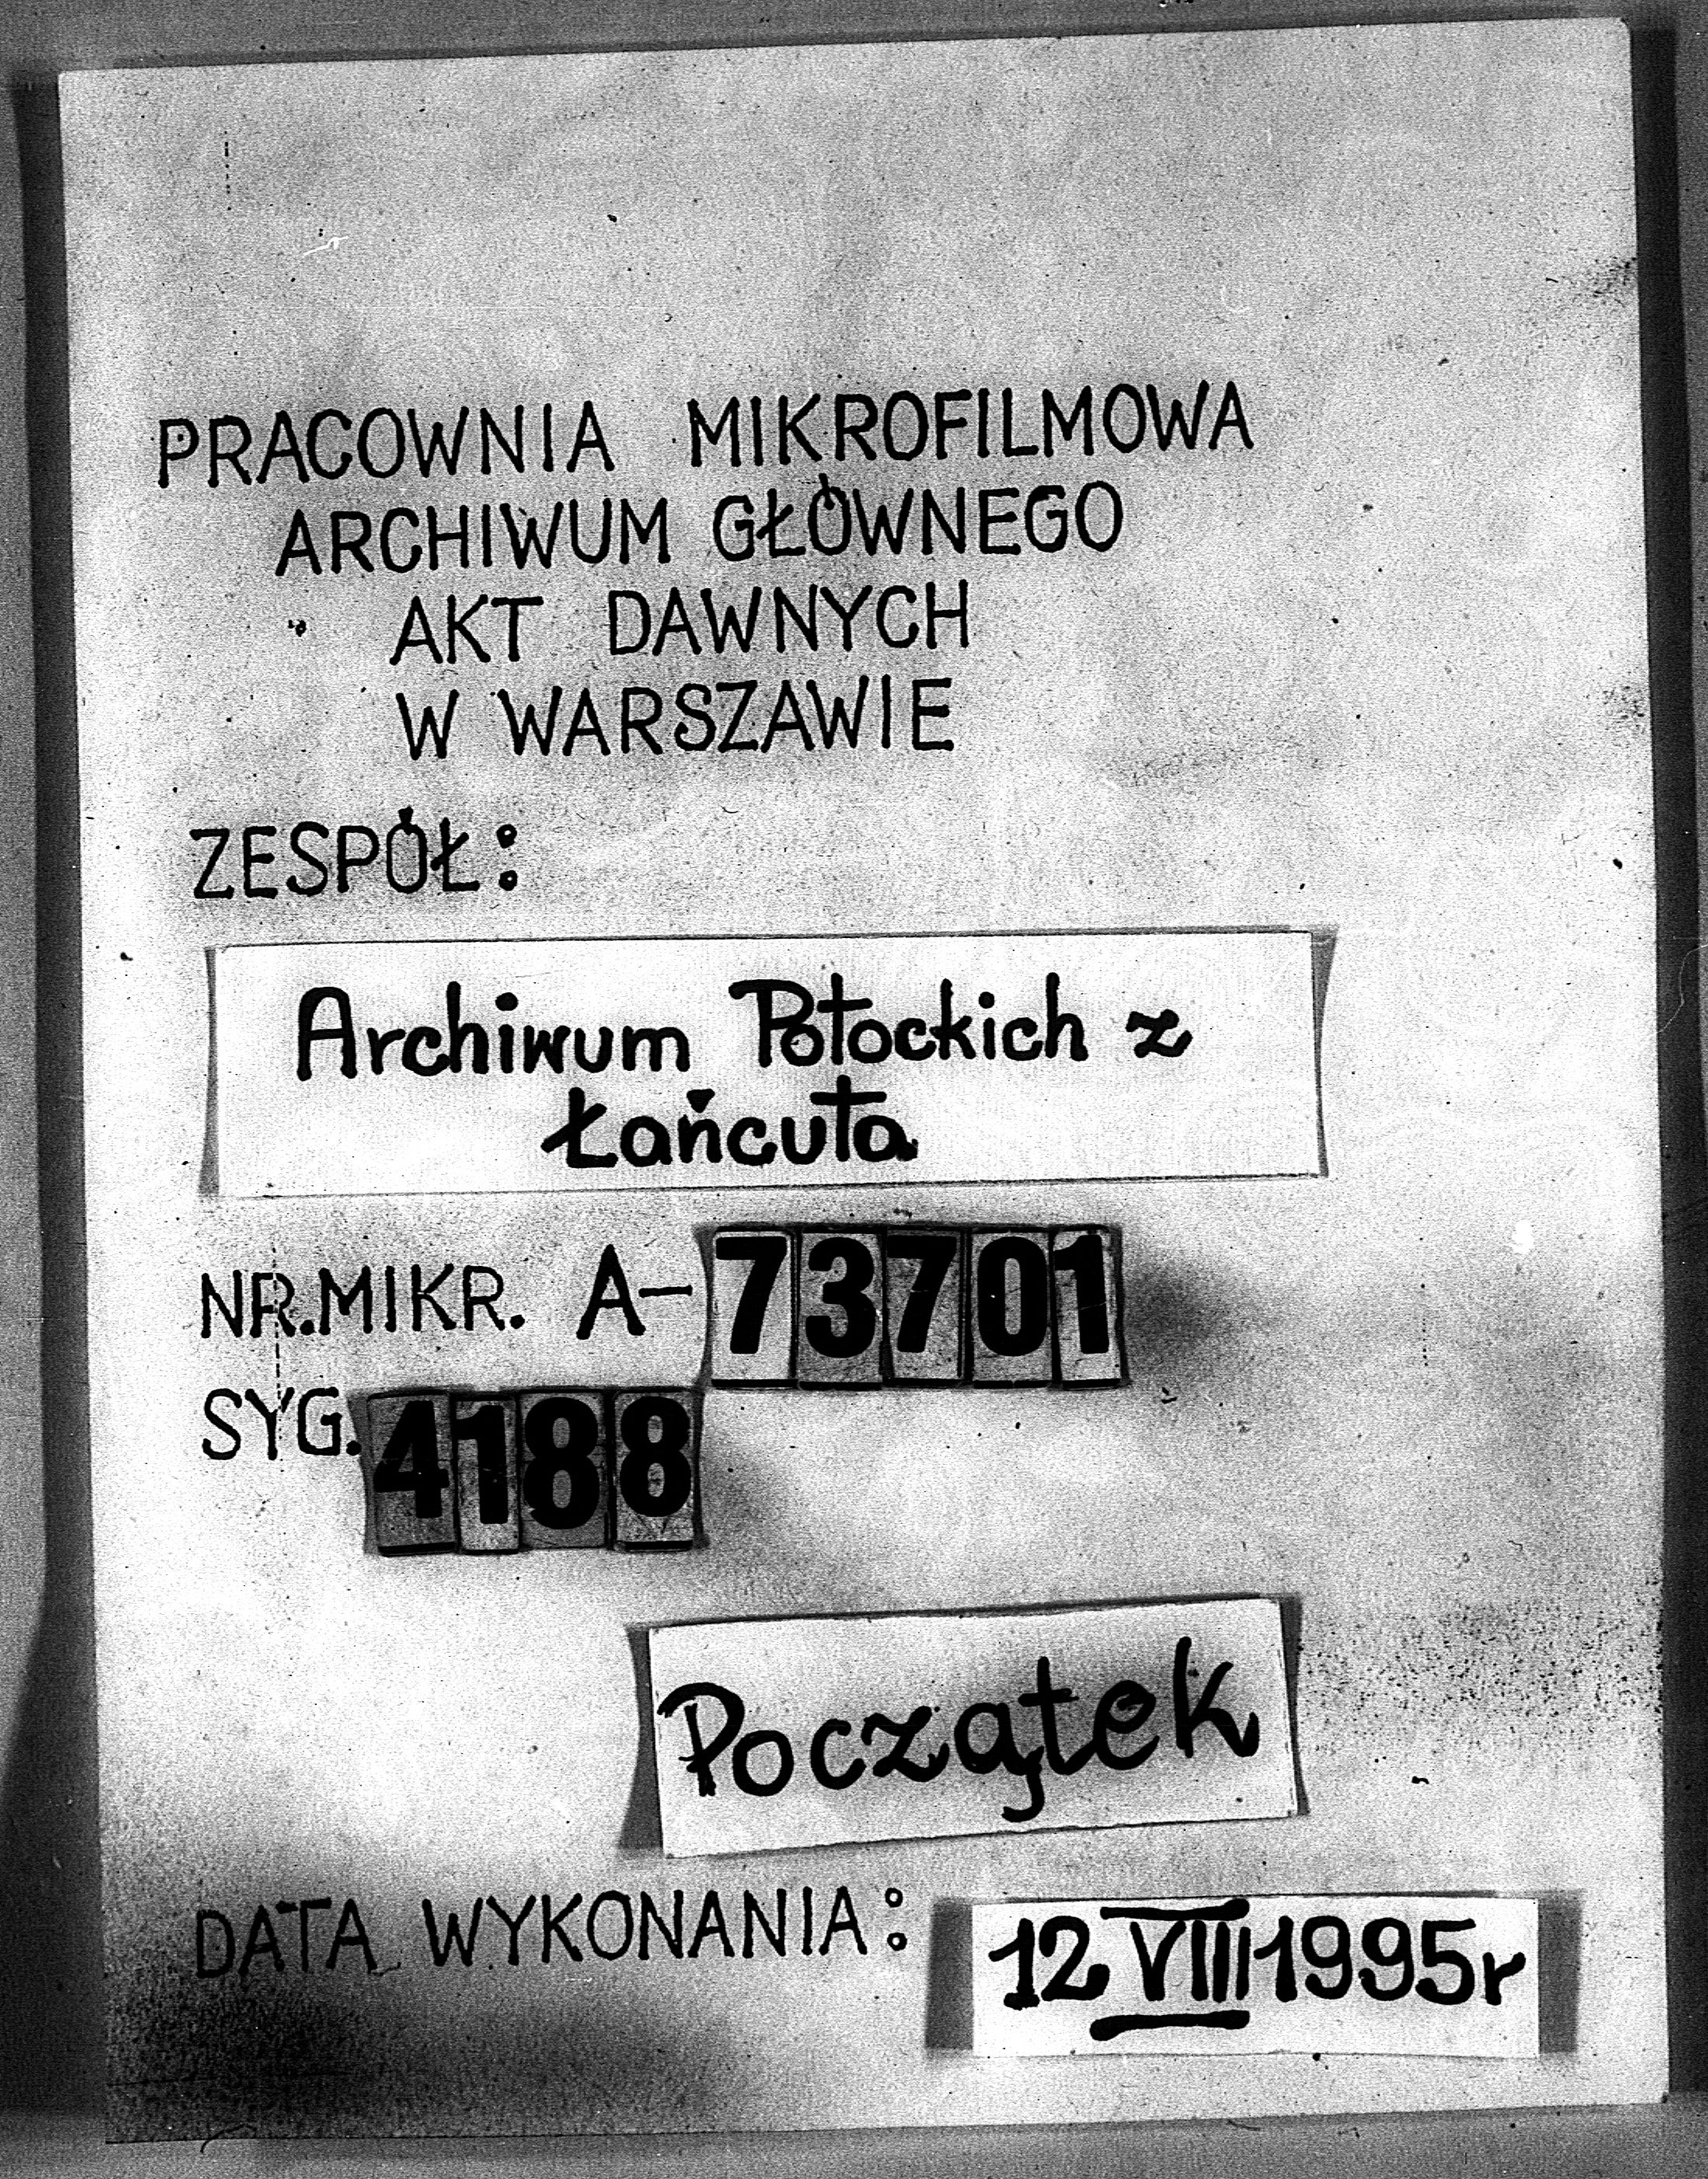 PRACOWNIA MIKROFILMOWA
ARCHIWUM GŁÓWNEGO
AKT DAWNYCH
W WARSZAWIE
ZESPÓŁ:
Archiwum Potockich z
Łańcuta
NR.MIKR. A-73701
SYG. 4188
Początek
DATA WYKONANIA: 12 VIII 1995r